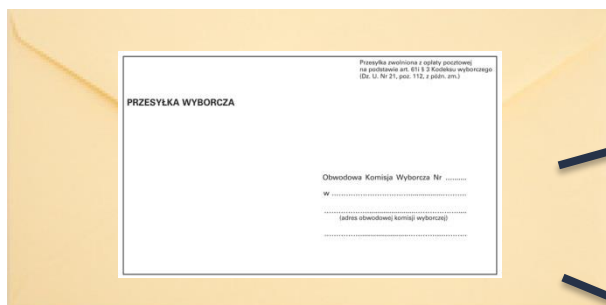 Przesyłka zwolniona z opłaty pocztowej
na podstawie art. 61i § 3 Kodeksu wyborczego
(Dz. U. Nr 21, poz. 112, z późn. zm.)
PRZESYŁKA WYBORCZA
Obwodowa Komisja Wyborcza Nr .........
w ....................................................
......................................................
(adres obwodowej komisji wyborczej)
......................................................